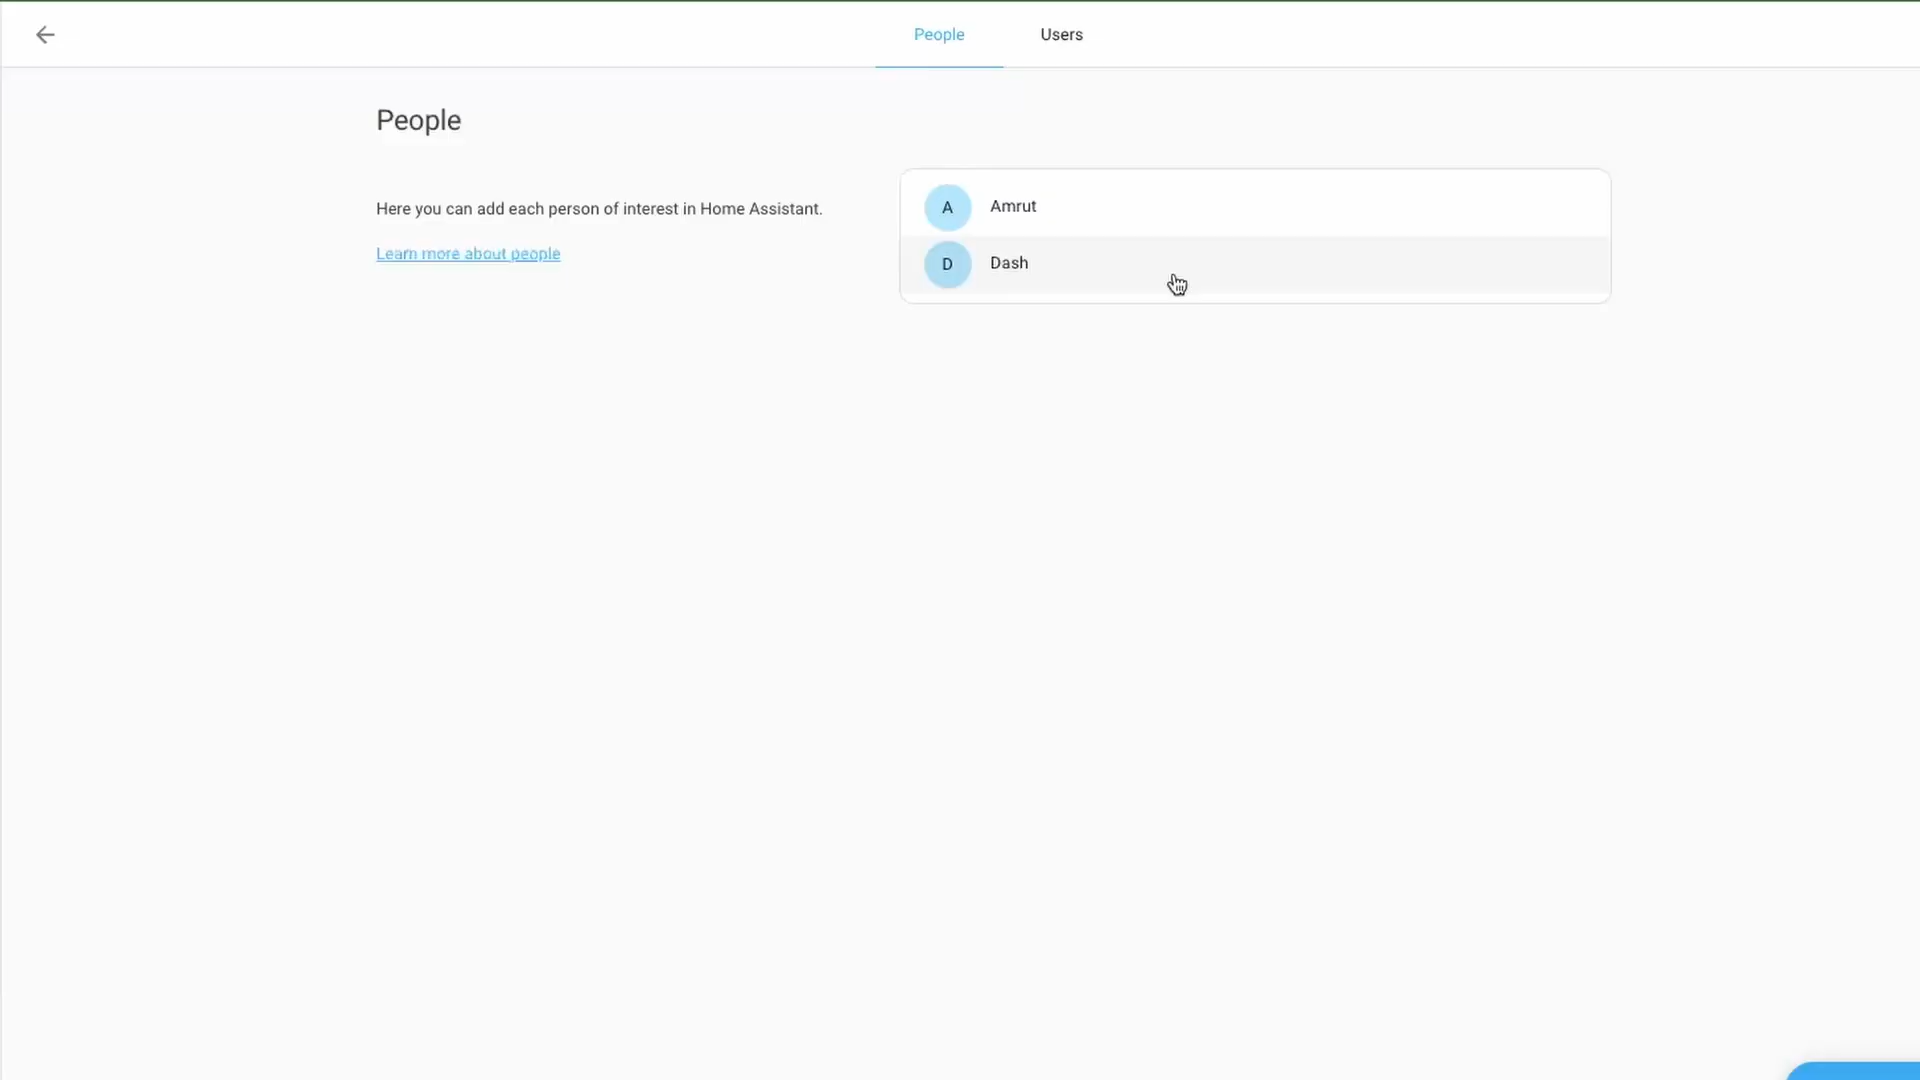 People
Users
People
Here you can add each person of interest in Home Assistant.
Learn more about people
A
Amrut
D
Dash